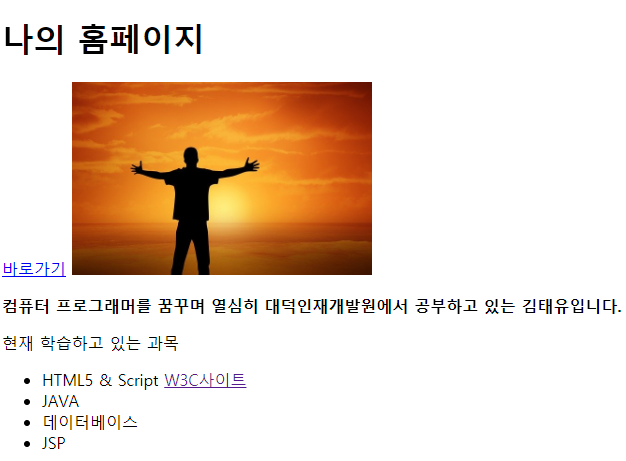 나의 홈페이지
바로가기
컴퓨터 프로그래머를 꿈꾸며 열심히 대덕인재개발원에서 공부하고 있는 김태유입니다.
현재 학습하고 있는 과목
HTML5 & Script W3C사이트
JAVA
데이터베이스
JSP